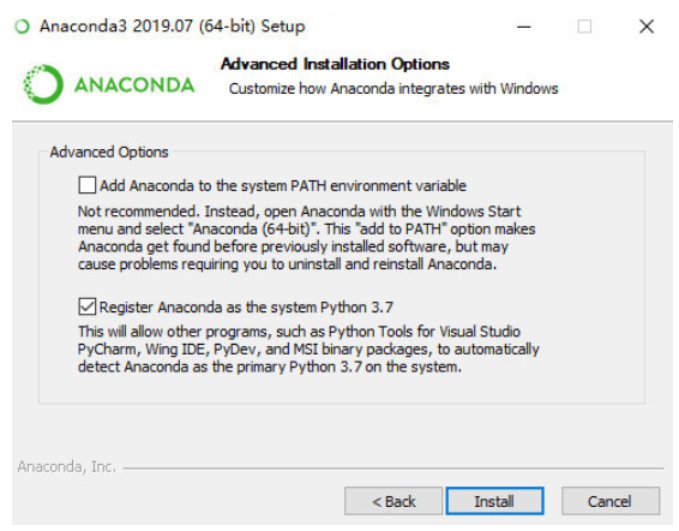 Anaconda3 2019.07 (64-bit) Setup
ANACONDA
Advanced Installation Options
Customize how Anaconda integrates with Windows
Advanced Options
Add Anaconda to the system PATH environment variable
Not recommended. Instead, open Anaconda with the Windows Start
menu and select "Anaconda (64-bit)". This "add to PATH" option makes
Anaconda get found before previously installed software, but may
cause problems requiring you to uninstall and reinstall Anaconda.
Register Anaconda as the system Python 3.7
This will allow other programs, such as Python Tools for Visual Studio
PyCharm, Wing IDE, PyDev, and MSI binary packages, to automatically
detect Anaconda as the primary Python 3.7 on the system.
Anaconda, Inc.
< Back Install Cancel